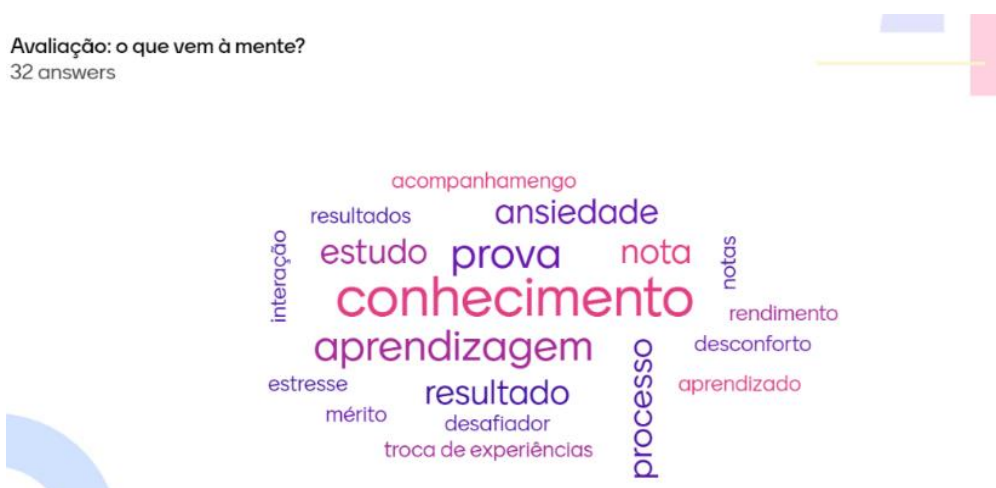 Avaliação: o que vem à mente?
32 answers
acompanhamengo
resultados
ansiedade
interação
estudo
prova
nota
notas
conhecimento
rendimento
aprendizagem
desconforto
processo
estresse
resultado
aprendizado
mérito
desafiador
troca de experiências